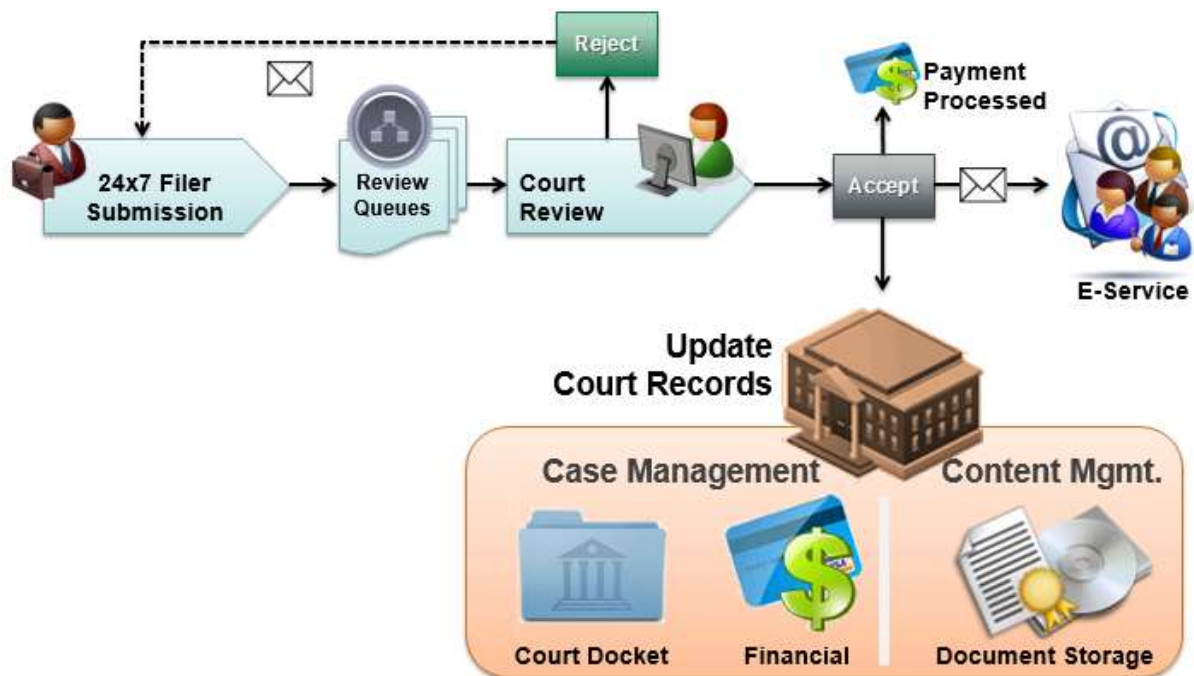 Reject
Payment
Processed
24x7 Filer
Submission
Review
Queues
Court
Review
Accept
@
E-Service
Update
Court Records
Case Management
Content Mgmt.
$
Court Docket
Financial
Document Storage